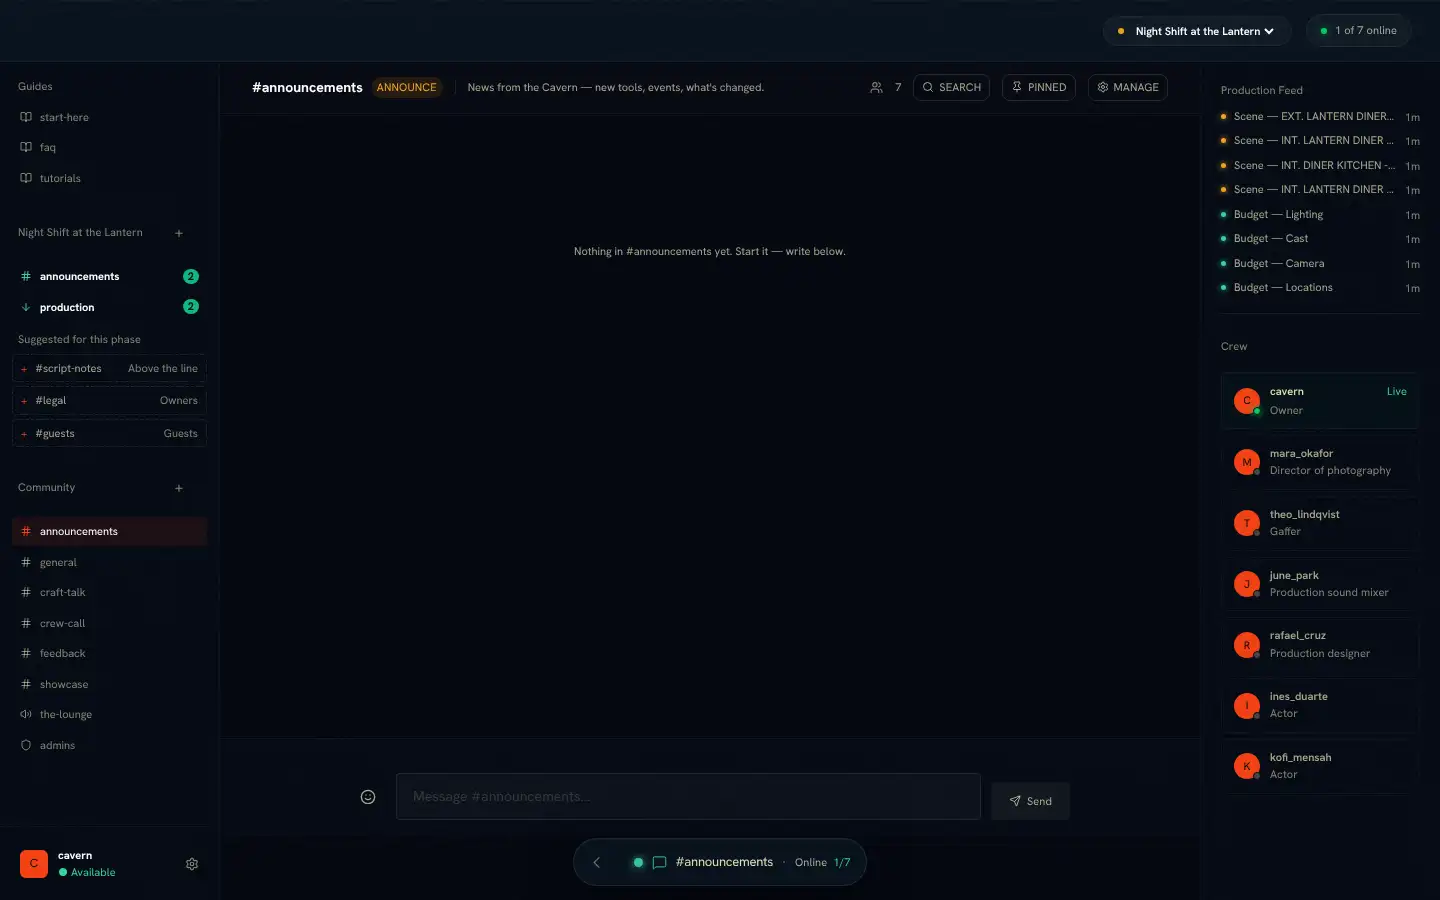 Night Shift at the Lantern
1 of 7 online
Guides
start-here
faq
tutorials
Night Shift at the Lantern
announcements 2
production 2
Suggested for this phase
#script-notes Above the line
#legal Owners
#guests Guests
Community
# announcements
# general
# craft-talk
# crew-call
# feedback
# showcase
the-lounge
admins
C
cavern
Available
#announcements ANNOUNCE News from the Cavern — new tools, events, what's changed. 7 SEARCH PINNED MANAGE
Nothing in #announcements yet. Start it — write below.
Message #announcements...
Send
#announcements · Online 1/7
Production Feed
Scene — EXT. LANTERN DINER... 1m
Scene — INT. LANTERN DINER ... 1m
Scene — INT. DINER KITCHEN -... 1m
Scene — INT. LANTERN DINER ... 1m
Budget — Lighting 1m
Budget — Cast 1m
Budget — Camera 1m
Budget — Locations 1m
Crew
C
cavern Live
Owner
M
mara_okafor
Director of photography
T
theo_lindqvist
Gaffer
J
june_park
Production sound mixer
R
rafael_cruz
Production designer
I
ines_duarte
Actor
K
kofi_mensah
Actor